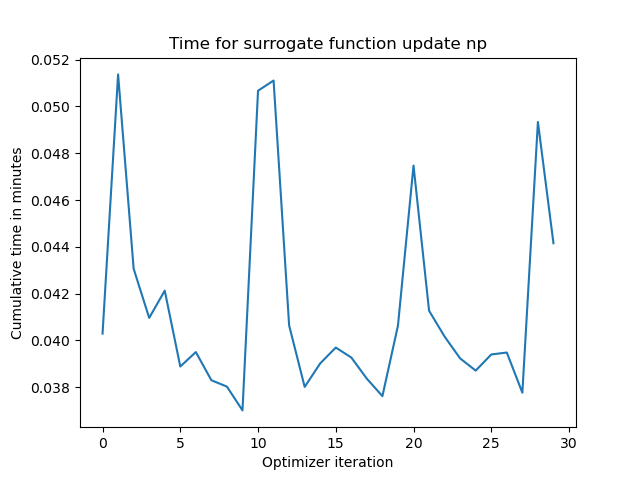 Time for surrogate function update np
0.052
0.050
0.048
0.046
0.044
0.042
0.040
0.038
Cumulative time in minutes
0 5 10 15 20 25 30
Optimizer iteration